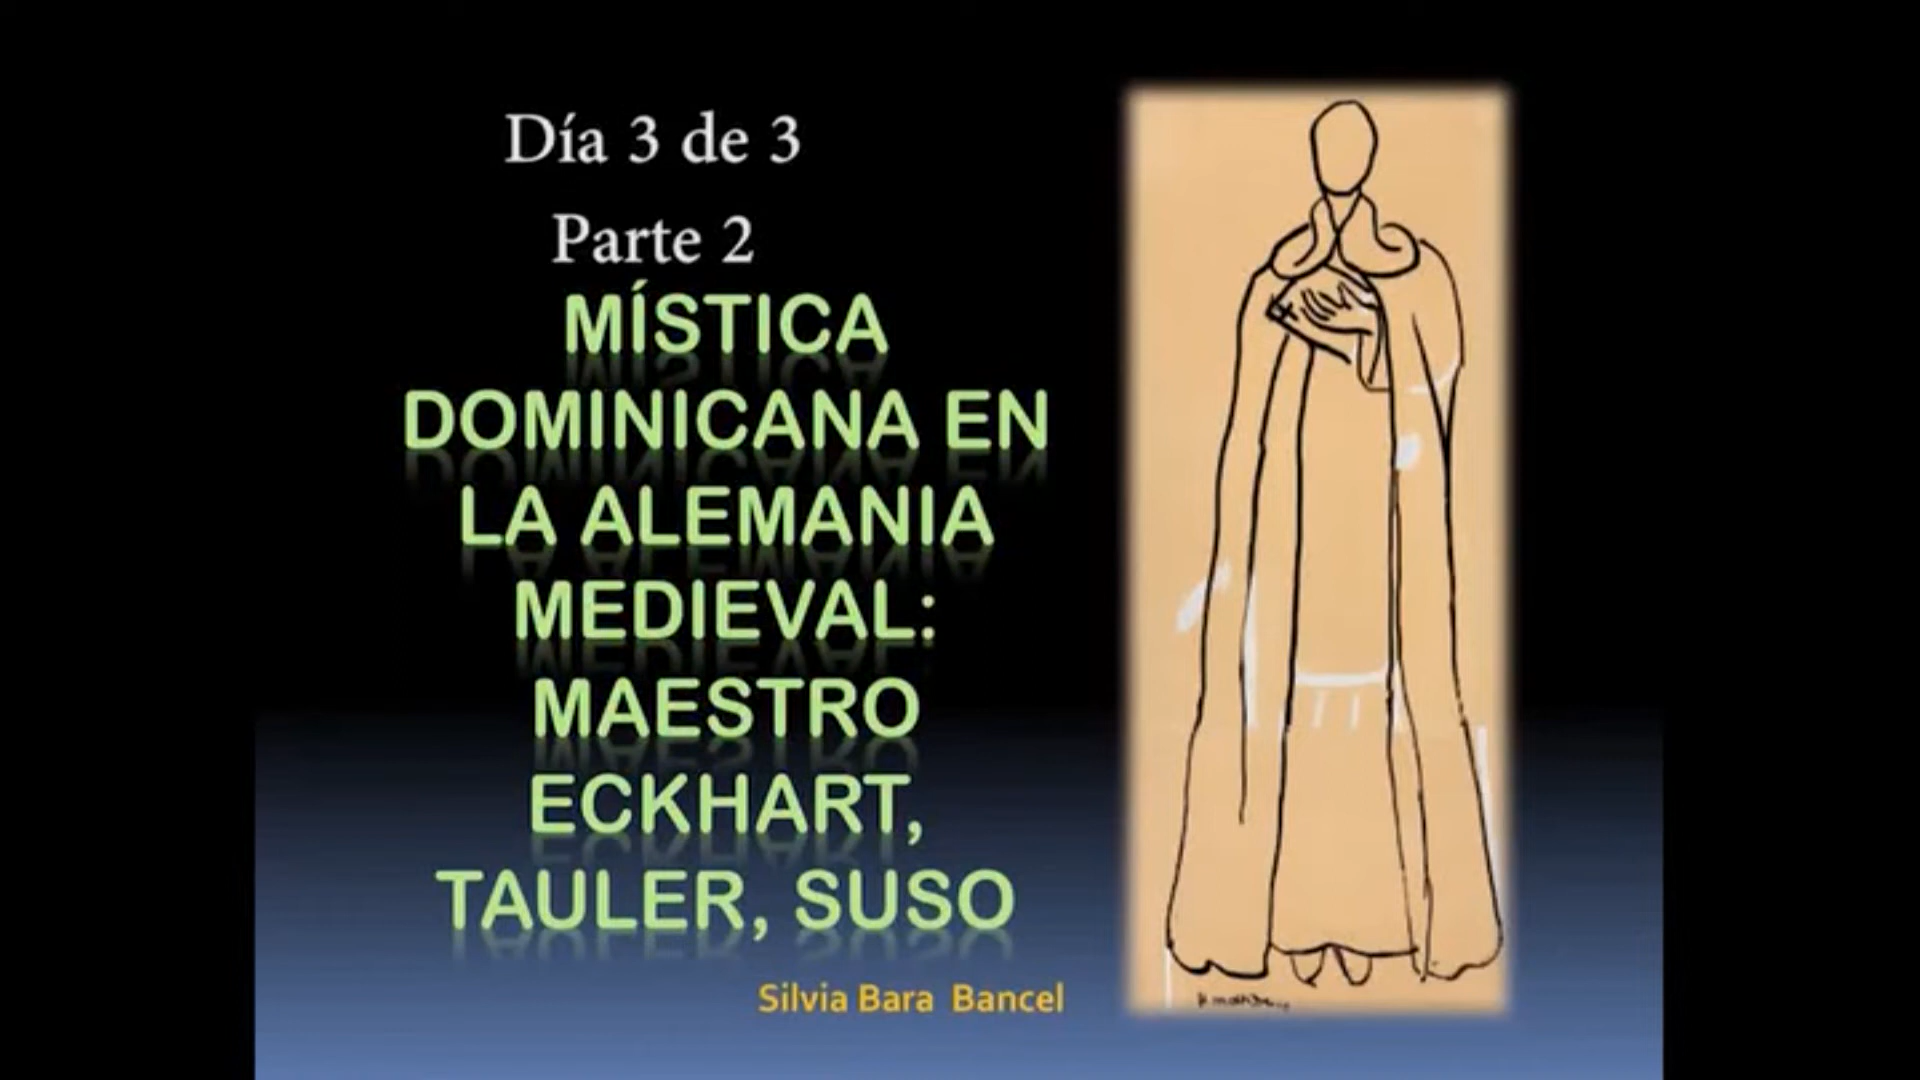 Día 3 de 3
Parte 2
MÍSTICA
DOMINICANA EN
LA ALEMANIA
MEDIEVAL:
MAESTRO
ECKHART,
TAULER, SUSO
Silvia Bara Bancel